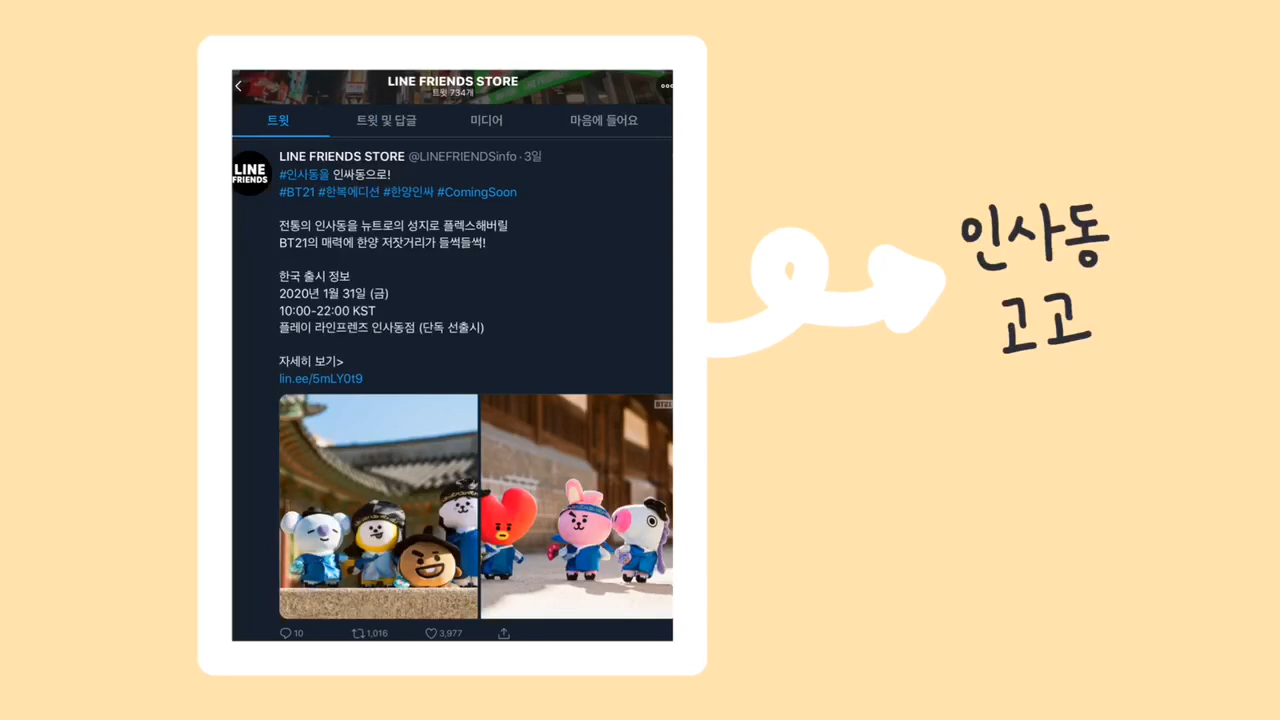 LINE FRIENDS STORE
트윗 734개
트윗 트윗 및 답글 미디어 마음에 들어요
LINE FRIENDS
LINE FRIENDS STORE @LINEFRIENDSinfo · 3일
#인사동을 인싸동으로!
#BT21 #한복에디션 #한양인싸 #ComingSoon
전통의 인사동을 뉴트로의 성지로 플렉스해버릴
BT21의 매력에 한양 저잣거리가 들썩들썩!
한국 출시 정보
2020년 1월 31일 (금)
10:00-22:00 KST
플레이 라인프렌즈 인사동점 (단독 선출시)
자세히 보기>
lin.ee/5mLY0t9
BT21
10 1,016 3,977
인사동
고고